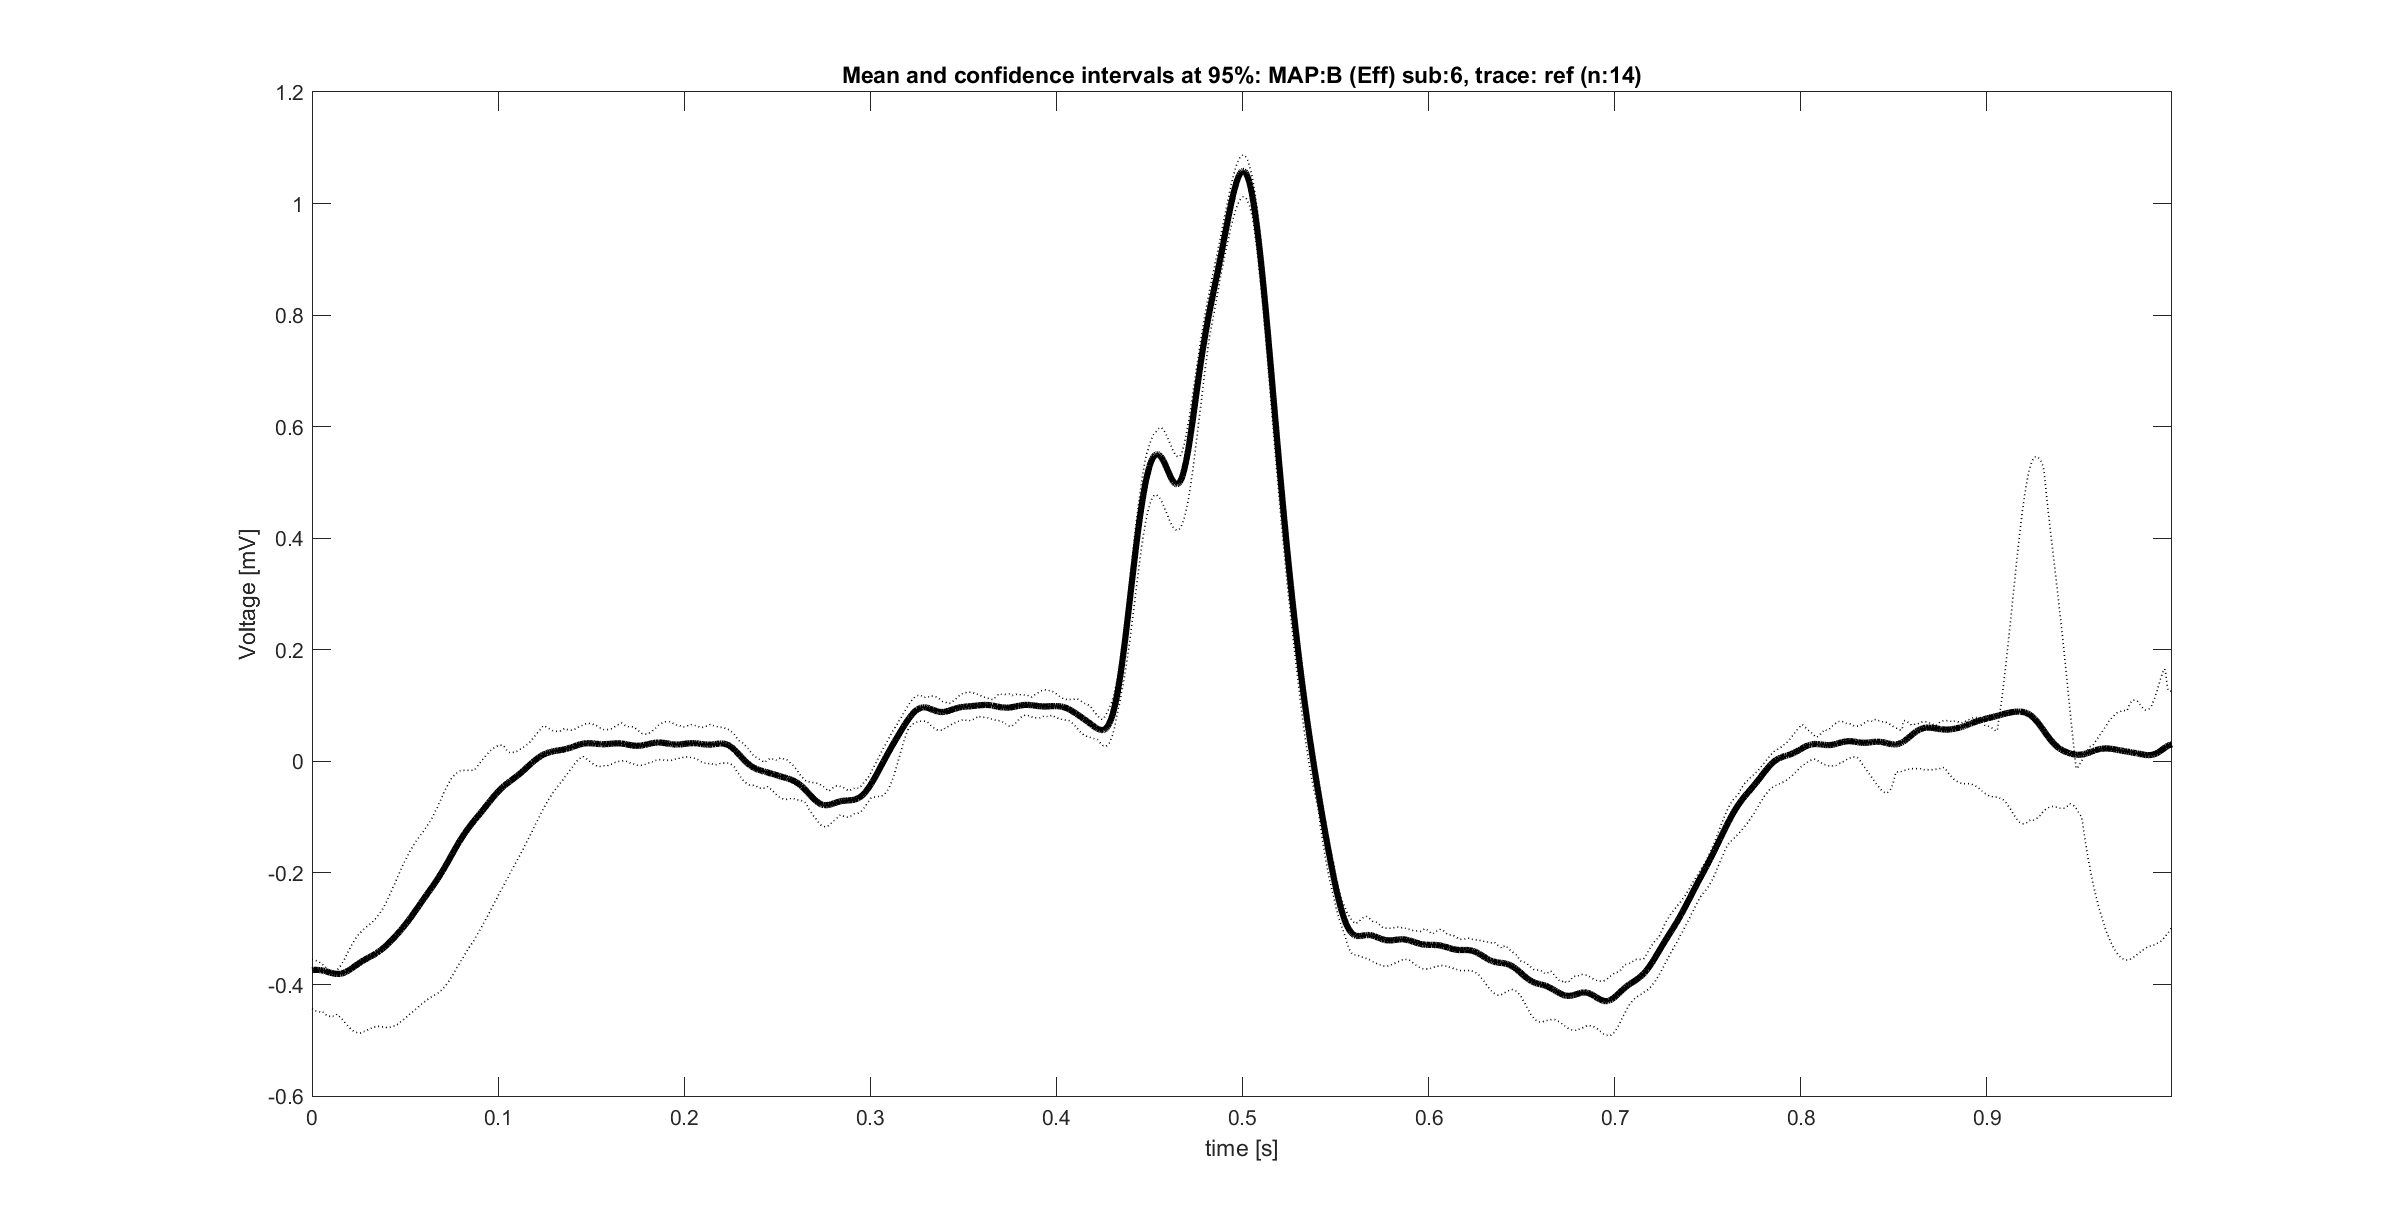 Mean and confidence intervals at 95%: MAP:B (Eff) sub:6, trace: ref (n:14)
1.2
1
0.8
0.6
0.4
0.2
0
-0.2
-0.4
-0.6
Voltage [mV]
0 0.1 0.2 0.3 0.4 0.5 0.6 0.7 0.8 0.9
time [s]